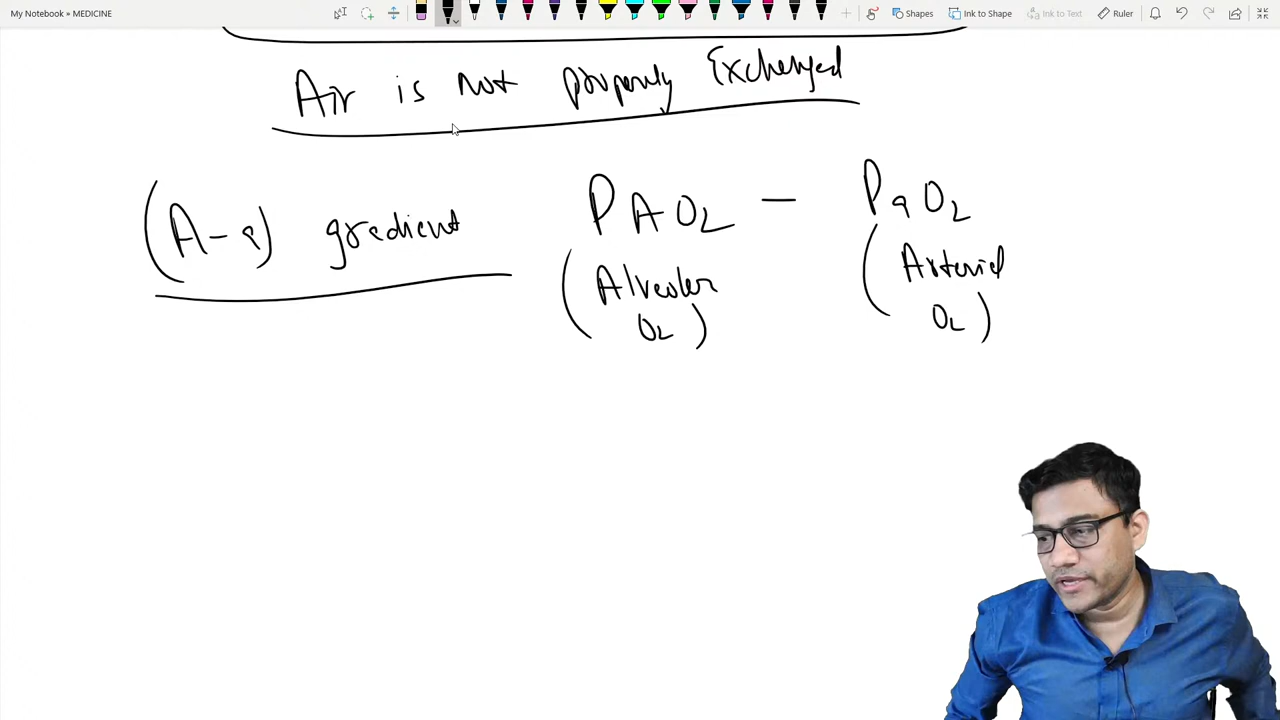 My Notebook » MEDICINE
Shapes Ink to Shape Ink to Text Ruler
Air is not properly Exchanged
(A-a) gradient PAO2 - PaO2
(Alveolar O2) (Arterial O2)